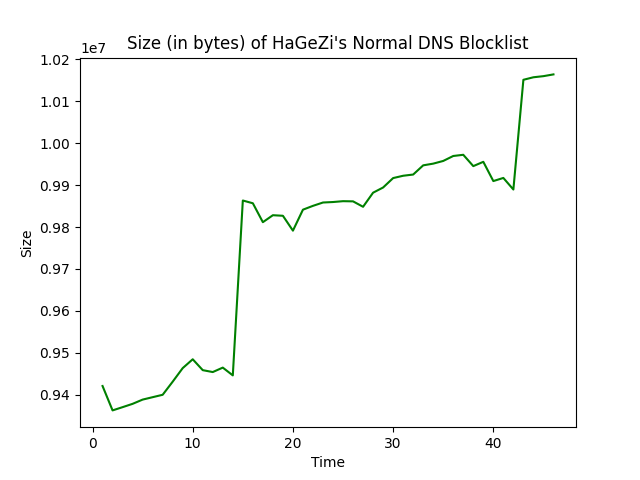 Size (in bytes) of HaGeZi's Normal DNS Blocklist
1e7
1.02
1.01
1.00
0.99
0.98
0.97
0.96
0.95
0.94
Size
0 10 20 30 40
Time